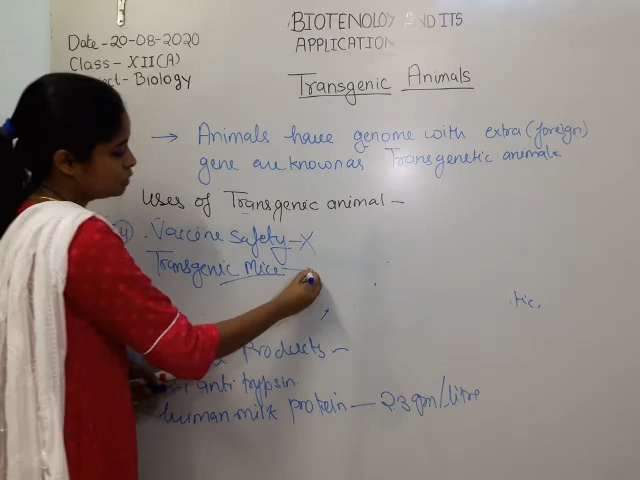 BIOTENOLOY AND ITS
APPLICATION
Date - 20-08-2020
Class - XII(A)
Biology
Transgenic Animals
→ Animals have genome with extra (foreign)
gene are known as Transgenetic animals.
Uses of Transgenic animal -
Vaccine safety - X
Transgenic Mice -
Products -
anti trypsin
human milk protein - 2.3 gm/litre